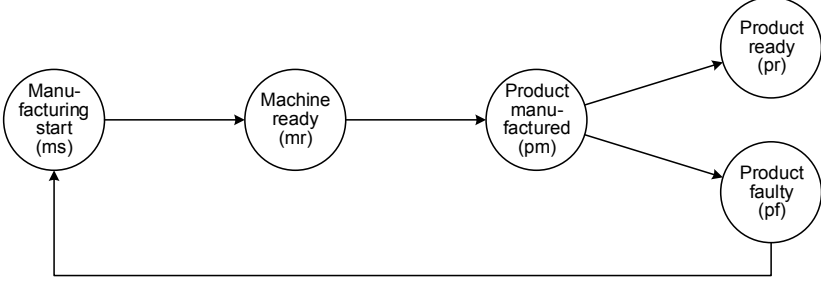 Manu-
facturing
start
(ms)
Machine
ready
(mr)
Product
manu-
factured
(pm)
Product
ready
(pr)
Product
faulty
(pf)